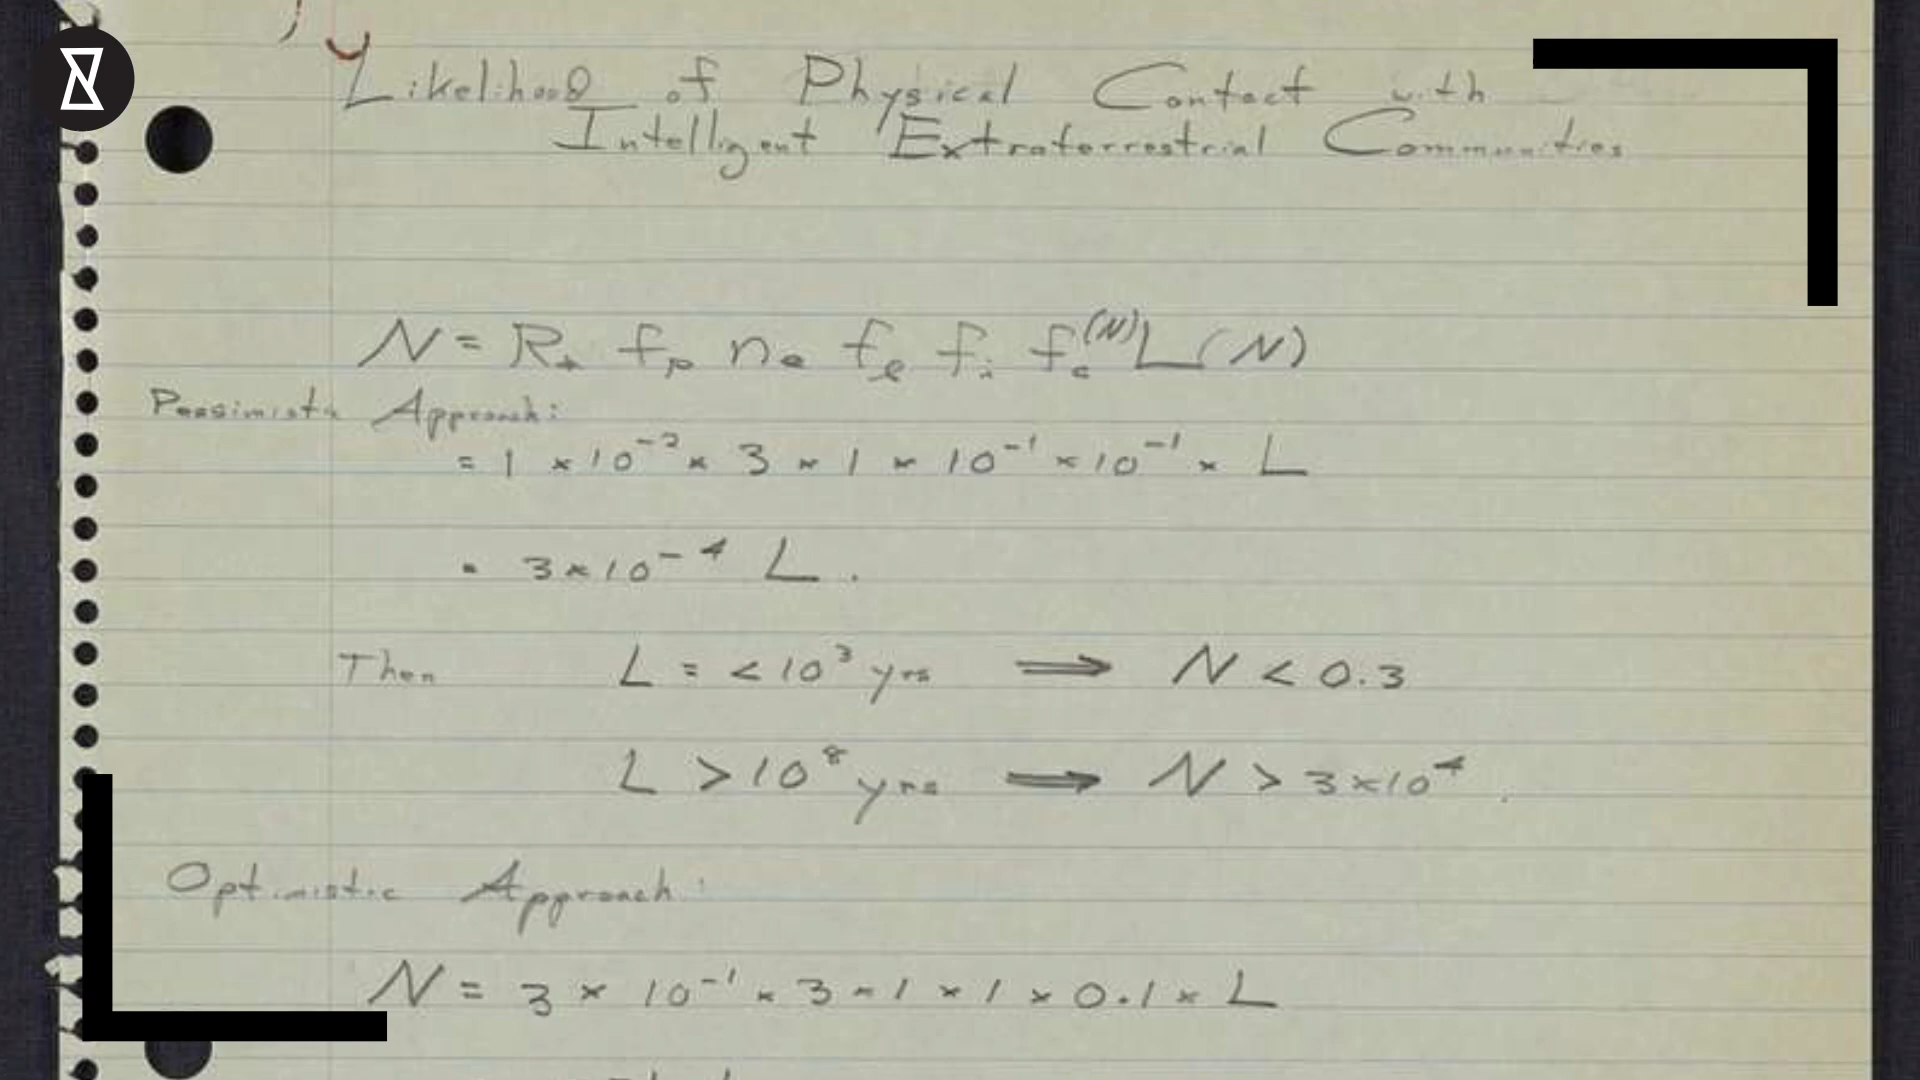 Likelihood of Physical Contact with
Intelligent Extraterrestrial Communities
N = R* fp ne fl fi fc(N) L(N)
Pessimistic Approach:
= 1 × 10⁻² × 3 × 1 × 10⁻¹ × 10⁻¹ × L
= 3 × 10⁻⁴ L.
Then L = < 10³ yrs ⟹ N < 0.3
L > 10⁸ yrs ⟹ N > 3 × 10⁴.
Optimistic Approach:
N = 3 × 10⁻¹ × 3 × 1 × 1 × 0.1 × L